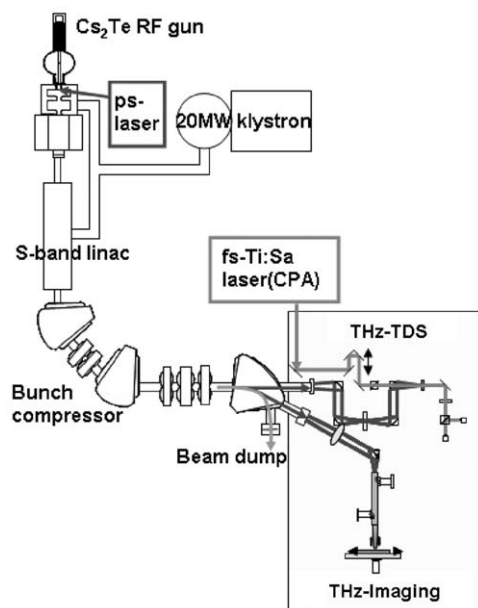 Cs₂Te RF gun
ps-
laser
20MW klystron
S-band linac
fs-Ti:Sa
laser(CPA)
THz-TDS
Bunch
compressor
Beam dump
THz-Imaging